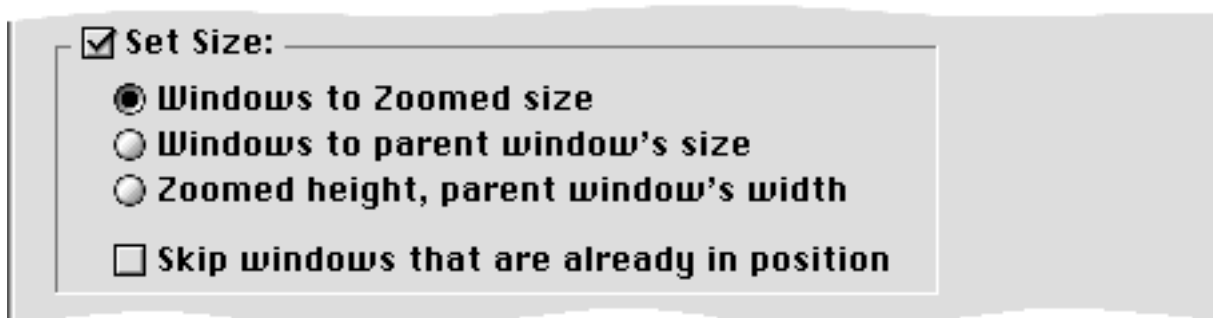 Set Size:
Windows to Zoomed size
Windows to parent window's size
Zoomed height, parent window's width
Skip windows that are already in position